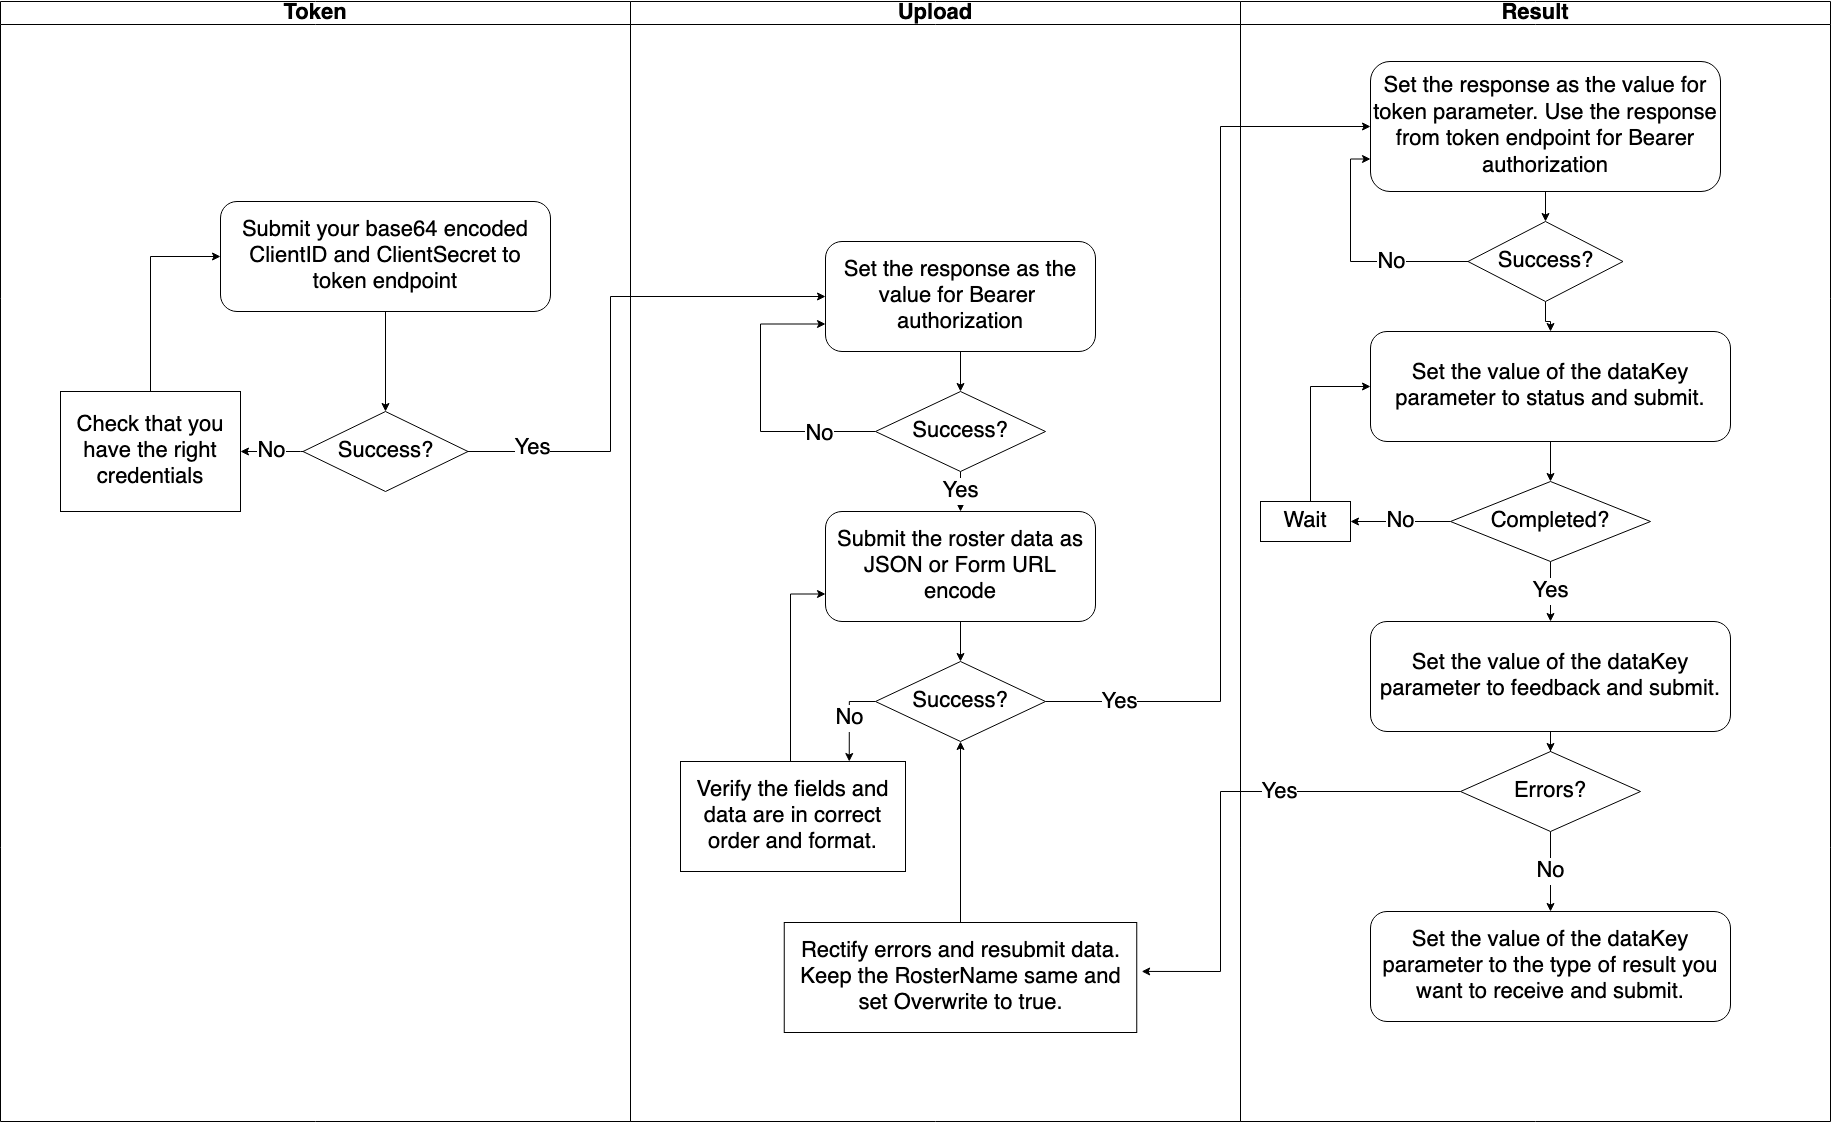 Token
Submit your base64 encoded
ClientID and ClientSecret to
token endpoint
Success?
No
Check that you
have the right
credentials
Yes
Upload
Set the response as the
value for Bearer
authorization
Success?
No
Yes
Submit the roster data as
JSON or Form URL
encode
Success?
No
Verify the fields and
data are in correct
order and format.
Yes
Rectify errors and resubmit data.
Keep the RosterName same and
set Overwrite to true.
Result
Set the response as the value for
token parameter. Use the response
from token endpoint for Bearer
authorization
Success?
No
Set the value of the dataKey
parameter to status and submit.
Completed?
No
Wait
Yes
Set the value of the dataKey
parameter to feedback and submit.
Errors?
Yes
No
Set the value of the dataKey
parameter to the type of result you
want to receive and submit.